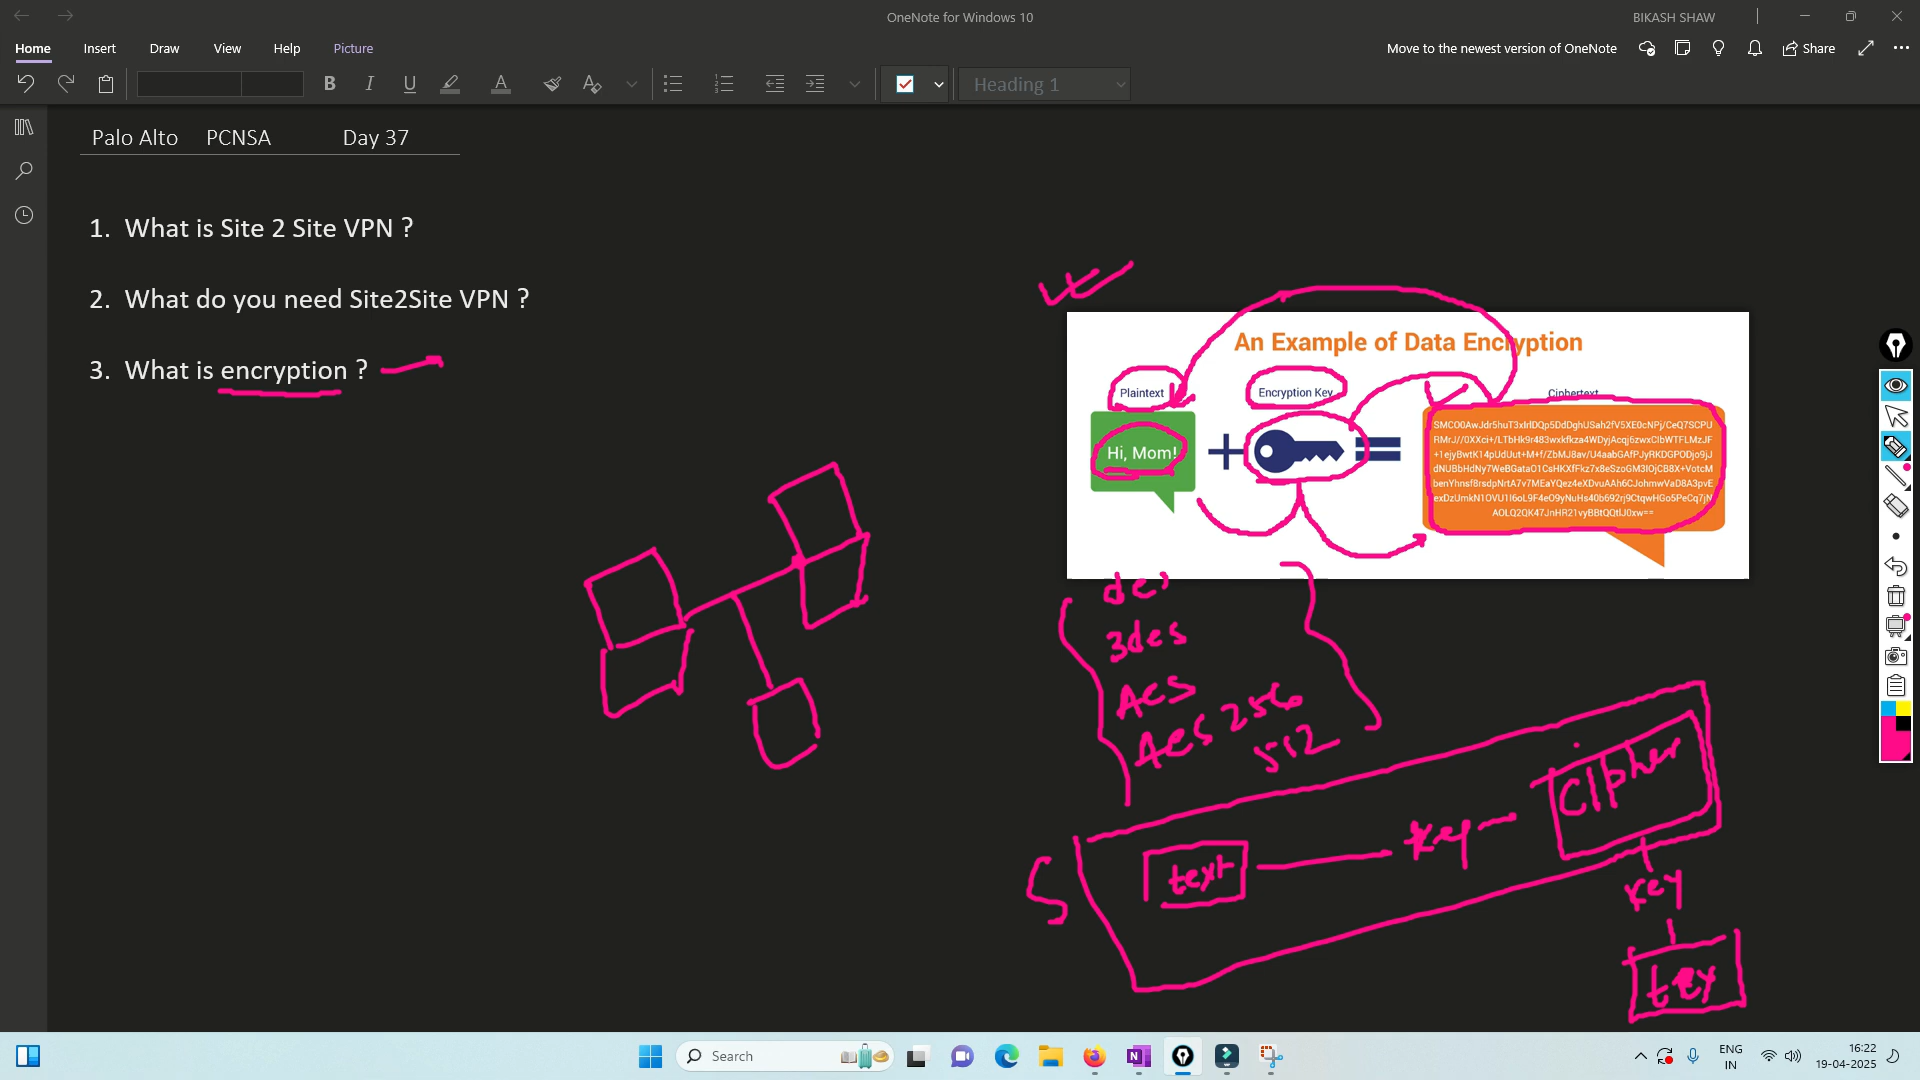 OneNote for Windows 10
BIKASH SHAW
Home Insert Draw View Help Picture
Move to the newest version of OneNote
Share
B I U A A
Heading 1
Palo Alto PCNSA Day 37
1. What is Site 2 Site VPN ?
2. What do you need Site2Site VPN ?
3. What is encryption ?
An Example of Data Encryption
Plaintext Encryption Key Ciphertext
Hi, Mom!
+ =
AOLQ2QK47JnHR21vyBBtQQtlJ0xw==
des
3des
AES
AES 256
512
text key Cipher
key
tex
Search
ENG
IN
16:22
19-04-2025